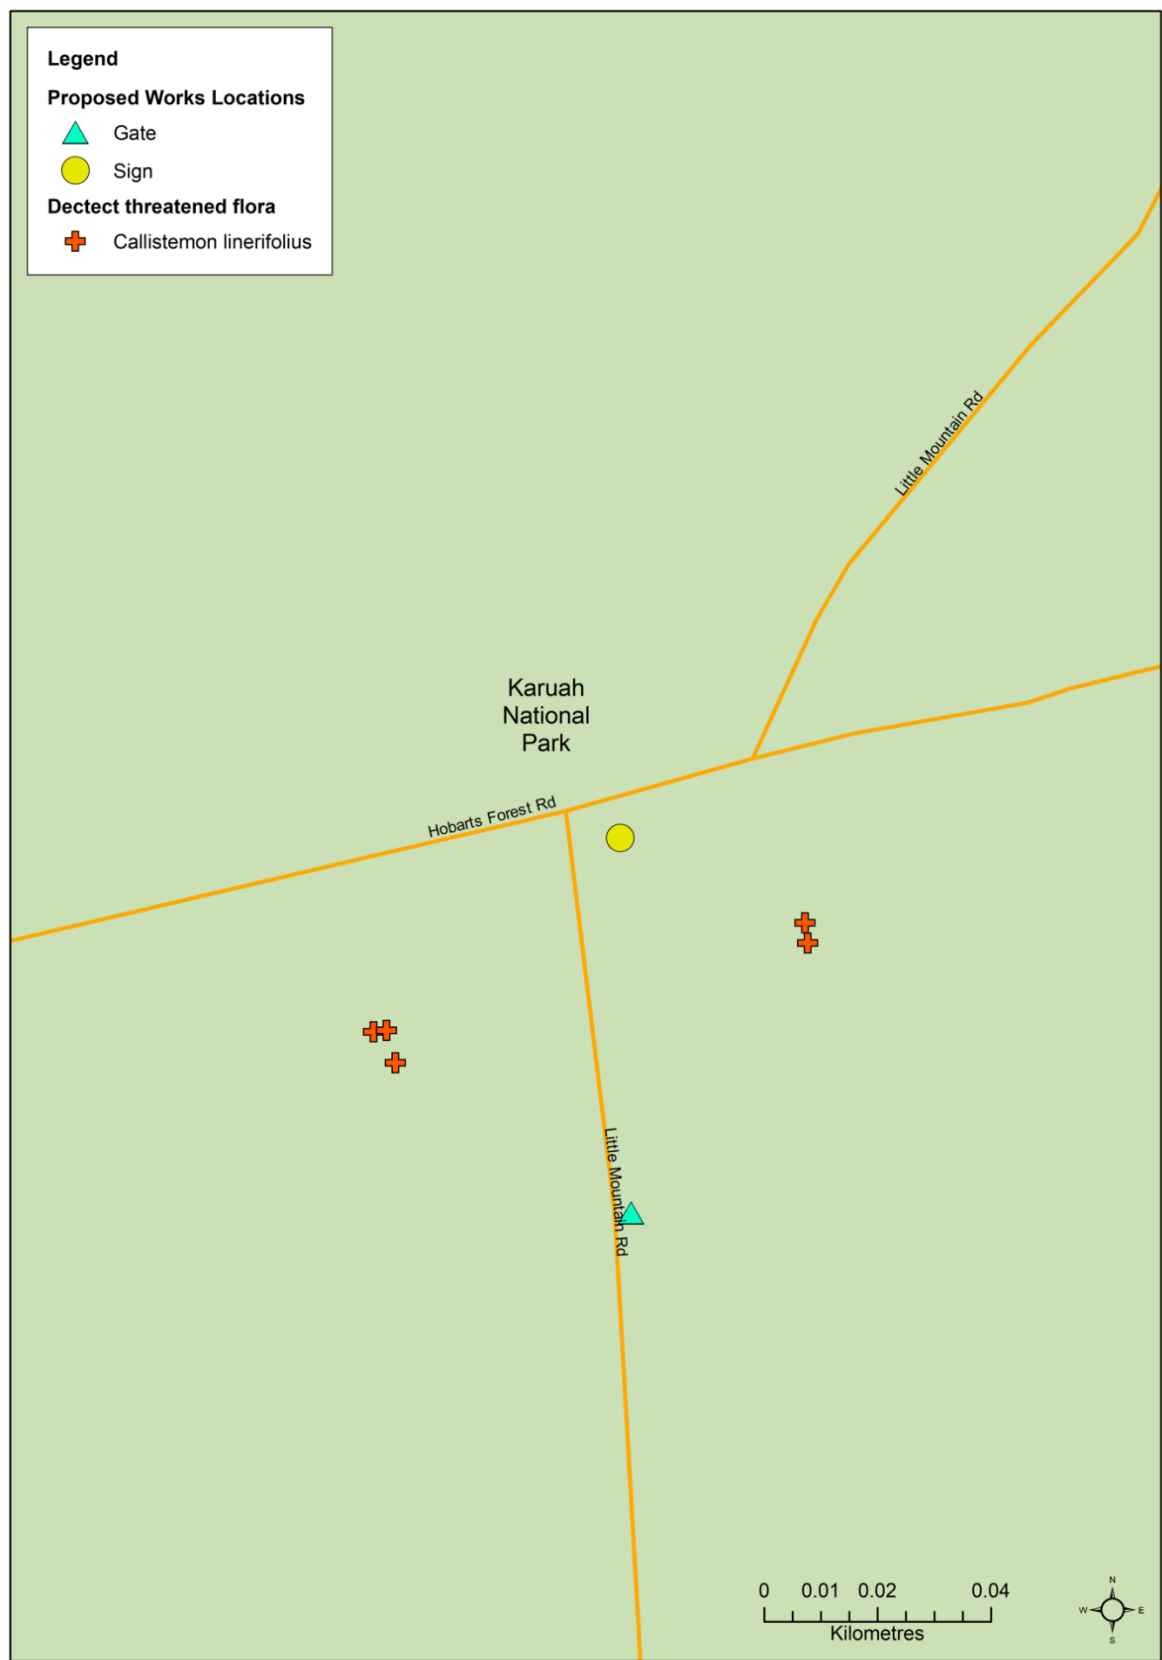 Legend
Proposed Works Locations
Gate
Sign
Dectect threatened flora
Callistemon linerifolius
Little Mountain Rd
Karuah
National
Park
Hobarts Forest Rd
Little Mountain Rd
0 0.01 0.02 0.04
Kilometres
N
W E
S